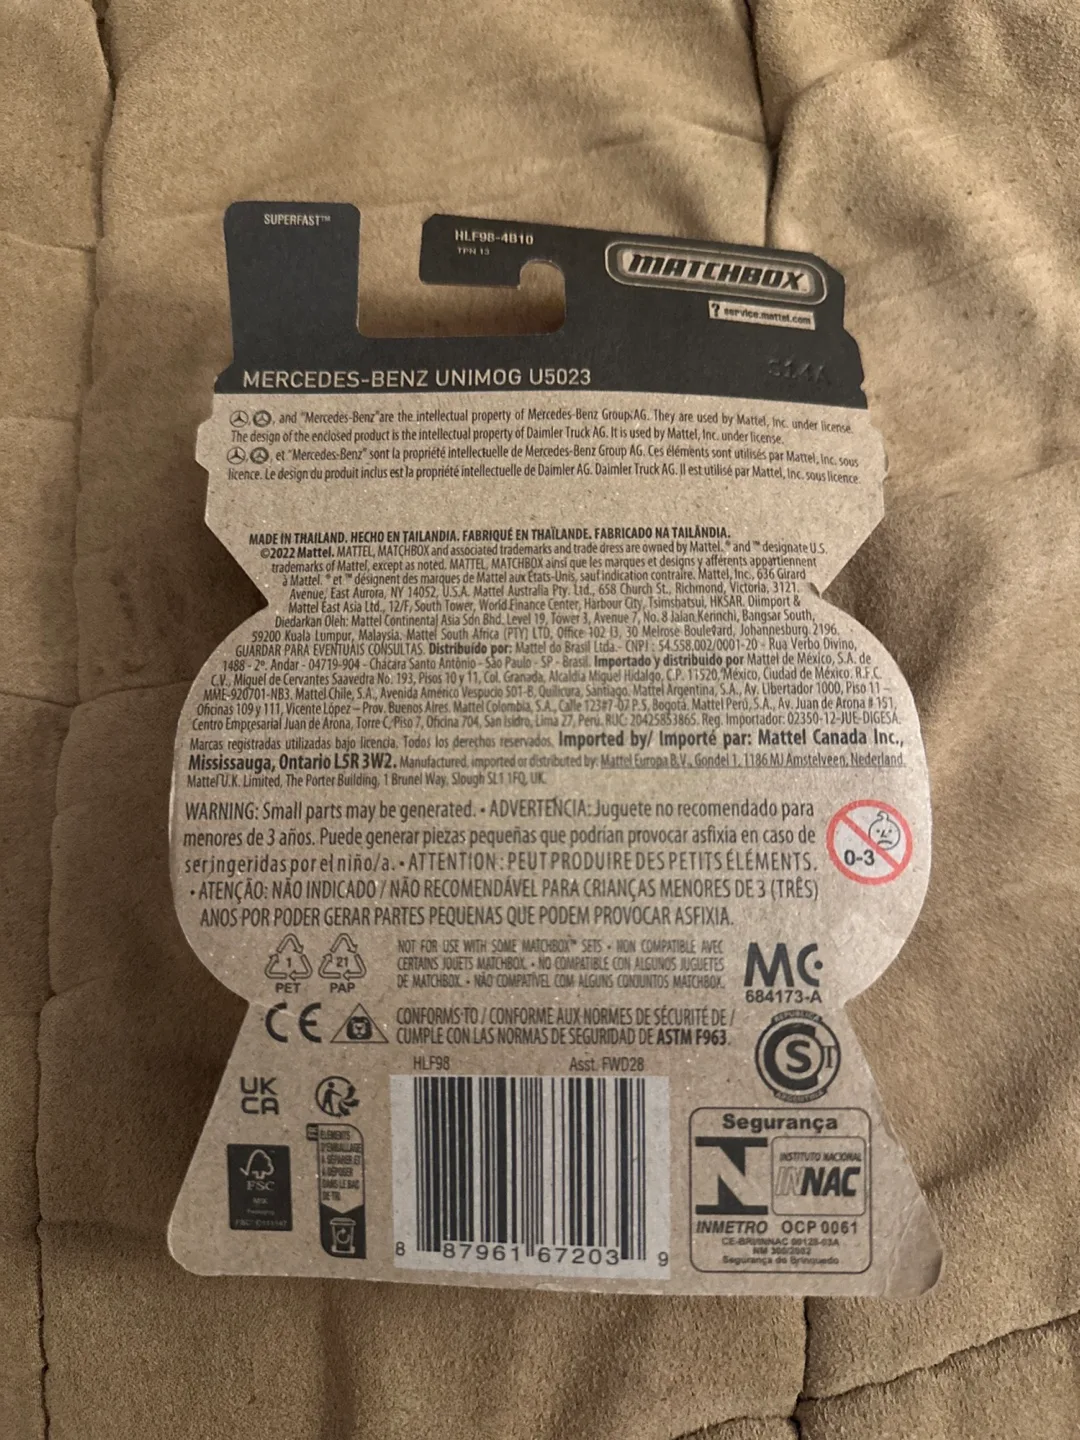 SUPERFAST™
HLF98-4B10
TPN 13
MATCHBOX
? service.mattel.com
S14A
MERCEDES-BENZ UNIMOG U5023
, and "Mercedes-Benz"are the intellectual property of Mercedes-Benz Group AG. They are used by Mattel, Inc. under license.
The design of the enclosed product is the intellectual property of Daimler Truck AG. It is used by Mattel, Inc. under license.
, et "Mercedes-Benz" sont la propriété intellectuelle de Mercedes-Benz Group AG. Ces éléments sont utilisés par Mattel, Inc. sous
licence. Le design du produit inclus est la propriété intellectuelle de Daimler AG. Daimler Truck AG. Il est utilisé par Mattel, Inc. sous licence.
MADE IN THAILAND. HECHO EN TAILANDIA. FABRIQUÉ EN THAÏLANDE. FABRICADO NA TAILÂNDIA.
©2022 Mattel. MATTEL, MATCHBOX and associated trademarks and trade dress are owned by Mattel. ® and ™ designate U.S.
trademarks of Mattel, except as noted. MATTEL, MATCHBOX ainsi que les marques et designs y afférents appartiennent
à Mattel. ® et ™ désignent des marques de Mattel aux États-Unis, sauf indication contraire. Mattel, Inc., 636 Girard
Avenue, East Aurora, NY 14052, U.S.A. Mattel Australia Pty. Ltd., 658 Church St., Richmond, Victoria, 3121.
Mattel East Asia Ltd., 12/F, South Tower, World Finance Center, Harbour City, Tsimshatsui, HKSAR. Diimport &
Diedarkan Oleh: Mattel Continental Asia Sdn Bhd. Level 19, Tower 3, Avenue 7, No. 8 Jalan Kerinchi, Bangsar South,
59200 Kuala Lumpur, Malaysia. Mattel South Africa (PTY) LTD, Office 102 I3, 30 Melrose Boulevard, Johannesburg 2196.
GUARDAR PARA EVENTUAIS CONSULTAS. Distribuído por: Mattel do Brasil Ltda.- CNPJ : 54.558.002/0001-20 - Rua Verbo Divino,
1488 - 2º. Andar - 04719-904 - Chácara Santo Antônio - São Paulo - SP - Brasil. Importado y distribuido por Mattel de México, S.A. de
C.V., Miguel de Cervantes Saavedra No. 193, Pisos 10 y 11, Col. Granada, Alcaldía Miguel Hidalgo, C.P. 11520, México, Ciudad de México. R.F.C.
MME-920701-NB3. Mattel Chile, S.A., Avenida Américo Vespucio 501-B, Quilicura, Santiago. Mattel Argentina, S.A., Av. Libertador 1000, Piso 11 –
Oficinas 109 y 111, Vicente López – Prov. Buenos Aires. Mattel Colombia, S.A., Calle 123#7-07 P.5, Bogotá. Mattel Perú, S.A., Av. Juan de Arona # 151,
Centro Empresarial Juan de Arona, Torre C, Piso 7, Oficina 704, San Isidro, Lima 27, Perú. RUC: 20425853865. Reg. Importador: 02350-12-JUE-DIGESA.
Marcas registradas utilizadas bajo licencia. Todos los derechos reservados. Imported by/ Importé par: Mattel Canada Inc.,
Mississauga, Ontario L5R 3W2. Manufactured, imported or distributed by: Mattel Europa B.V., Gondel 1, 1186 MJ Amstelveen, Nederland.
Mattel U.K. Limited, The Porter Building, 1 Brunel Way, Slough SL1 1FQ, UK.
WARNING: Small parts may be generated. • ADVERTENCIA: Juguete no recomendado para
menores de 3 años. Puede generar piezas pequeñas que podrían provocar asfixia en caso de
ser ingeridas por el niño/a. • ATTENTION : PEUT PRODUIRE DES PETITS ÉLÉMENTS.
• ATENÇÃO: NÃO INDICADO / NÃO RECOMENDÁVEL PARA CRIANÇAS MENORES DE 3 (TRÊS)
ANOS POR PODER GERAR PARTES PEQUENAS QUE PODEM PROVOCAR ASFIXIA.
0-3
1
PET
21
PAP
NOT FOR USE WITH SOME MATCHBOX™ SETS • NON COMPATIBLE AVEC
CERTAINS JOUETS MATCHBOX. • NO COMPATIBLE CON ALGUNOS JUGUETES
DE MATCHBOX. • NÃO COMPATÍVEL COM ALGUNS CONJUNTOS MATCHBOX.
MC
684173-A
CE
CONFORMS TO / CONFORME AUX NORMES DE SÉCURITÉ DE /
CUMPLE CON LAS NORMAS DE SEGURIDAD DE ASTM F963.
REPUBLICA
S
ARGENTINA
HLF98
Asst. FWD28
UK
CA
ÉLÉMENTS
D'EMBALLAGE
À SÉPARER ET
À DÉPOSER
DANS LE BAC
DE TRI
FSC
MIX
8 87961 67203 9
Segurança
INSTITUTO NACIONAL
INNAC
INMETRO OCP 0061
CE-BRI/INNAC 00128-03A
NM 300/2002
Segurança do Brinquedo